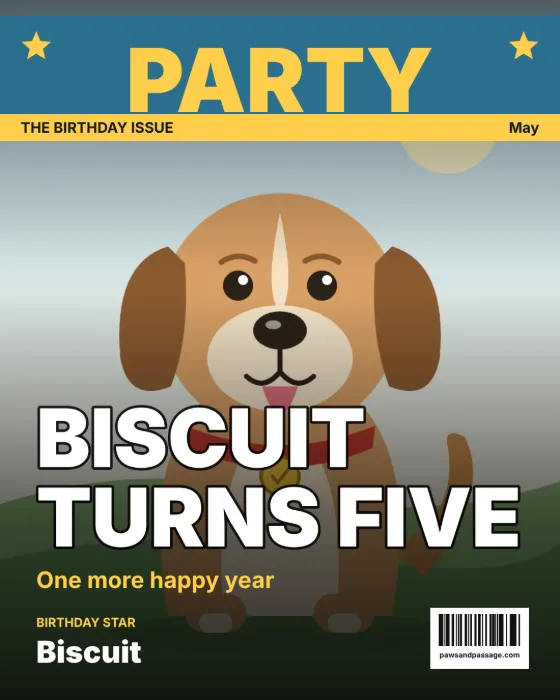 PARTY
THE BIRTHDAY ISSUE
May
BISCUIT
TURNS FIVE
One more happy year
BIRTHDAY STAR
Biscuit
pawsandpassage.com